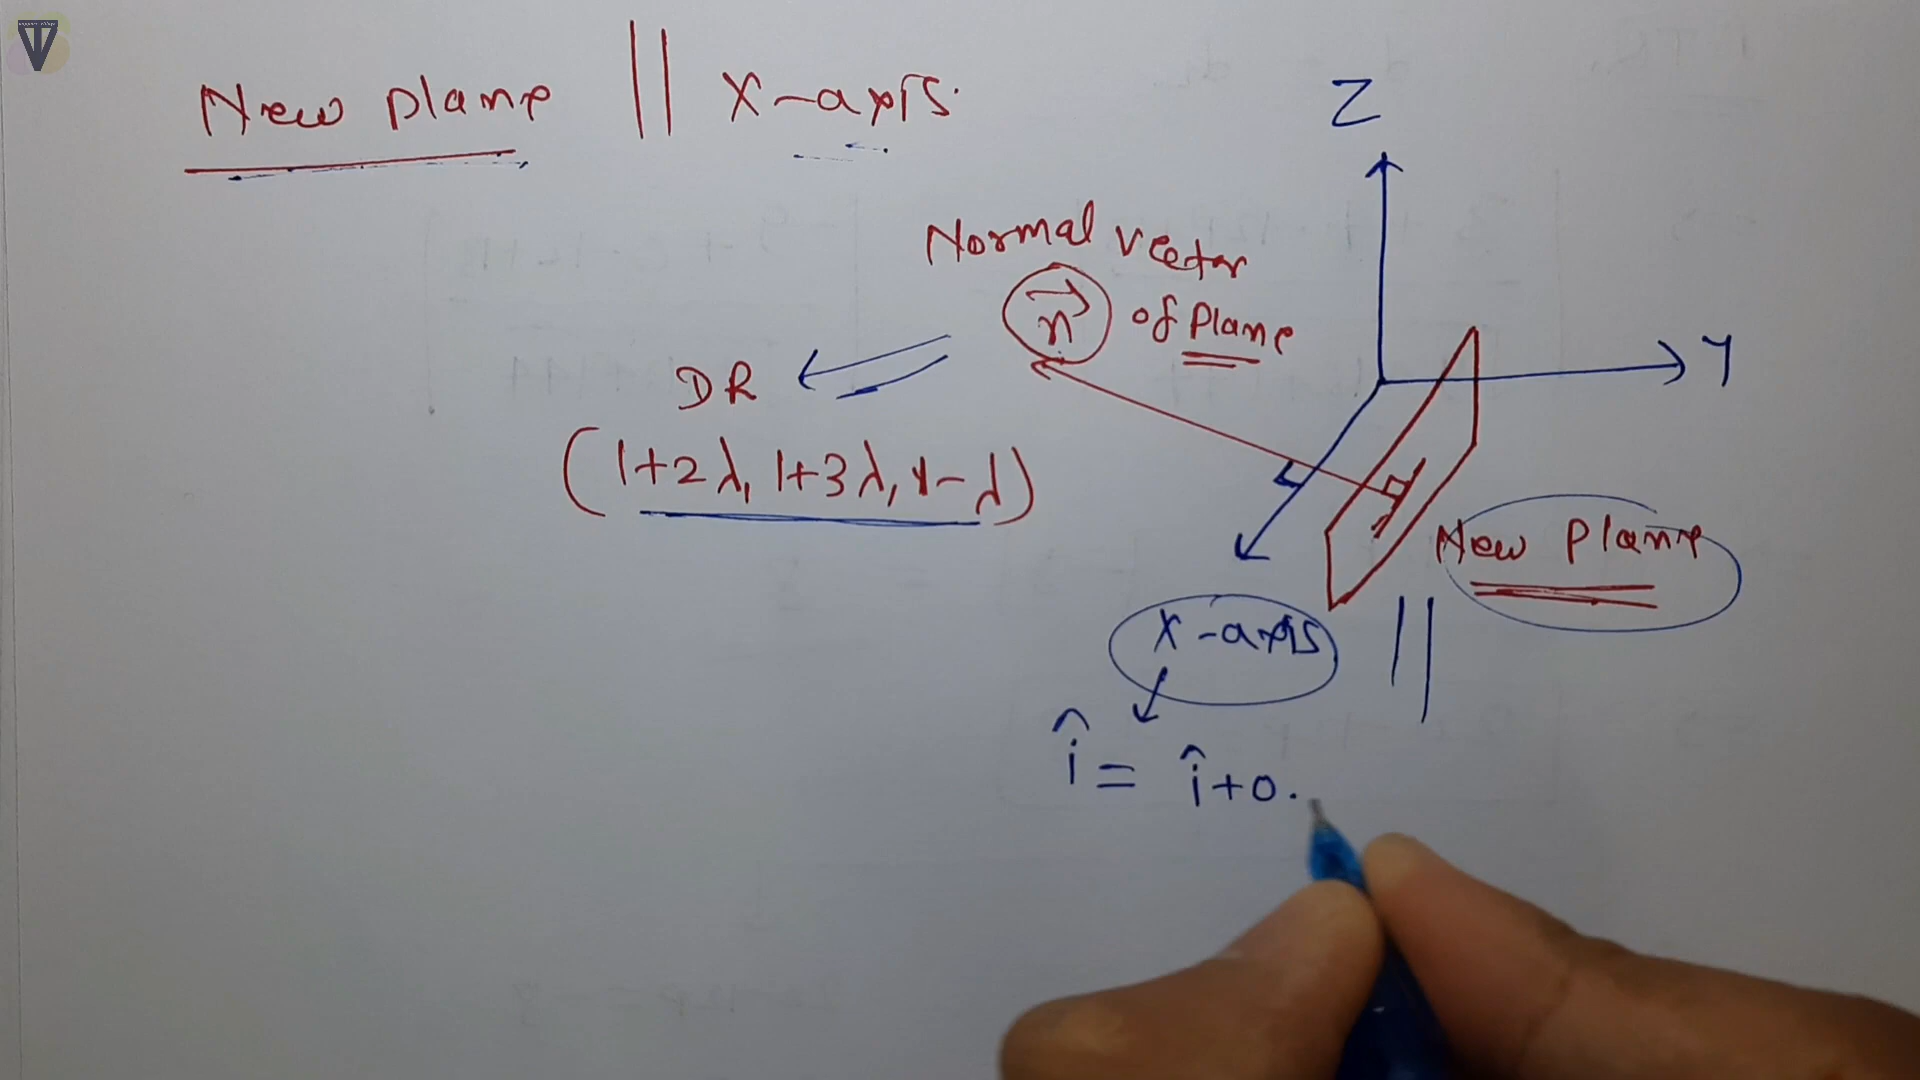 New plane || X-axis.
Z
Normal vector
n⃗ of plane
Y
DR
(1+2λ, 1+3λ, 1-λ)
New plane
X-axis ||
î = î+0.